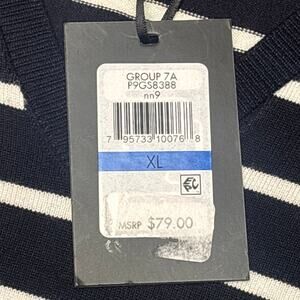 GROUP 7A
P9GS8388
nn9
7 95733 10076 8
XL
MSRP $79.00